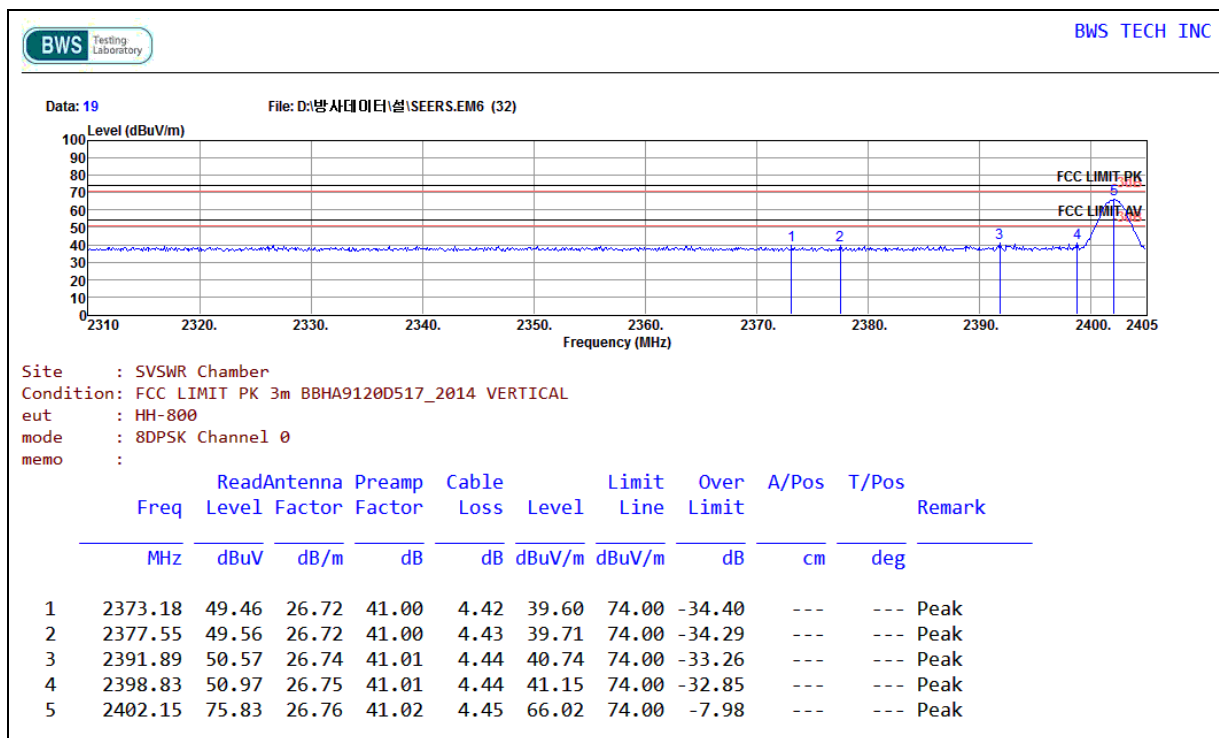 BWS Testing Laboratory
BWS TECH INC
Data: 19 File: D:\방사데이터\설\SEERS.EM6 (32)
Level (dBuV/m)
100
90
80
70
60
50
40
30
20
10
0
FCC LIMIT PK
5
FCC LIMIT AV
1 2 3 4
2310 2320. 2330. 2340. 2350. 2360. 2370. 2380. 2390. 2400. 2405
Frequency (MHz)
Site : SVSWR Chamber
Condition: FCC LIMIT PK 3m BBHA9120D517_2014 VERTICAL
eut : HH-800
mode : 8DPSK Channel 0
memo :
ReadAntenna Preamp Cable Limit Over A/Pos T/Pos
Freq Level Factor Factor Loss Level Line Limit Remark
MHz dBuV dB/m dB dB dBuV/m dBuV/m dB cm deg
1 2373.18 49.46 26.72 41.00 4.42 39.60 74.00 -34.40 --- --- Peak
2 2377.55 49.56 26.72 41.00 4.43 39.71 74.00 -34.29 --- --- Peak
3 2391.89 50.57 26.74 41.01 4.44 40.74 74.00 -33.26 --- --- Peak
4 2398.83 50.97 26.75 41.01 4.44 41.15 74.00 -32.85 --- --- Peak
5 2402.15 75.83 26.76 41.02 4.45 66.02 74.00 -7.98 --- --- Peak